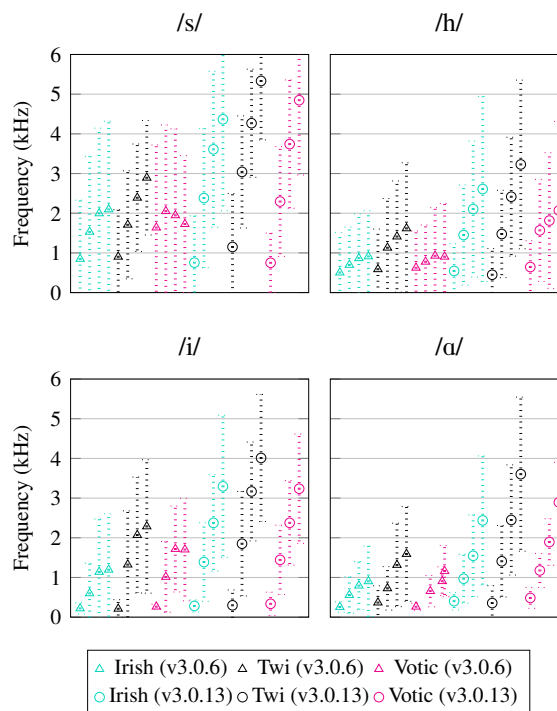 /s/ /h/
Frequency (kHz)
6
5
4
3
2
1
0
/i/ /ɑ/
Frequency (kHz)
6
5
4
3
2
1
0
Irish (v3.0.6) Twi (v3.0.6) Votic (v3.0.6)
Irish (v3.0.13) Twi (v3.0.13) Votic (v3.0.13)